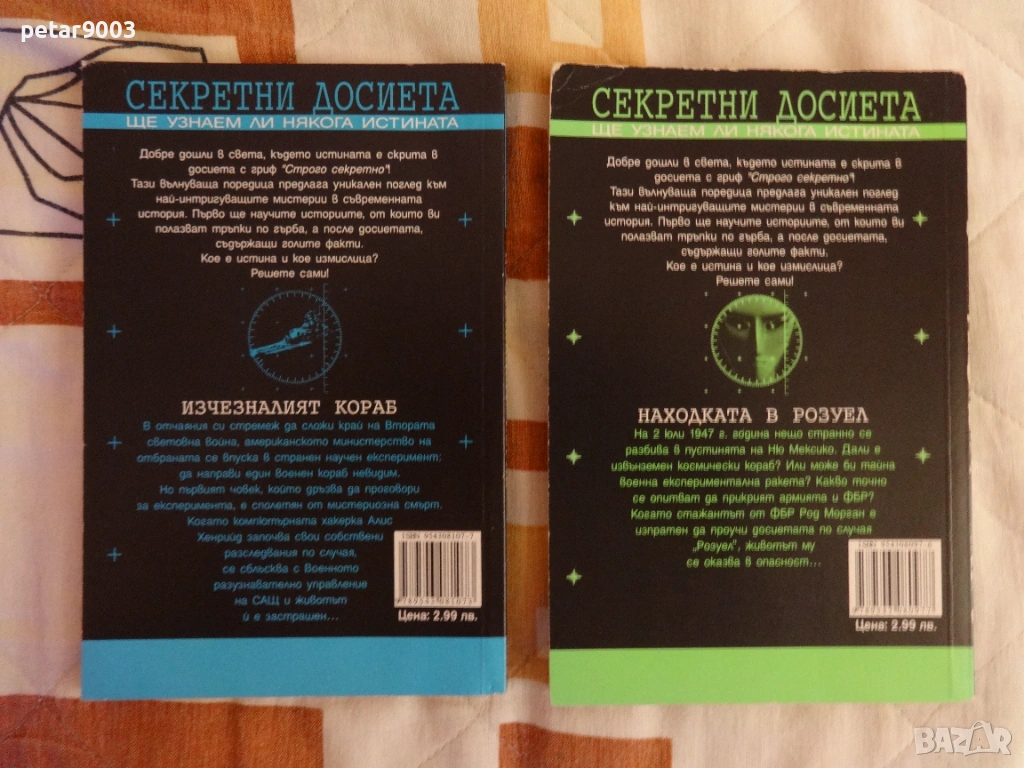 petar9003
СЕКРЕТНИ ДОСИЕТА
ЩЕ УЗНАЕМ ЛИ НЯКОГА ИСТИНАТА
Добре дошли в света, където истината е скрита в
досиета с гриф "Строго секретно"!
Тази вълнуваща поредица предлага уникален поглед към
най-интригуващите мистерии в съвременната
история. Първо ще научите историите, от които ви
полазват тръпки по гърба, а после досиетата,
съдържащи голите факти.
Кое е истина и кое измислица?
Решете сами!
ИЗЧЕЗНАЛИЯТ КОРАБ
В отчаяния си стремеж да сложи край на Втората
световна война, американското министерство на
отбраната се впуска в странен научен експеримент:
да направи един военен кораб невидим.
Но първият човек, който дръзва да проговори
за експеримента, е сполетян от мистериозна смърт.
Когато компютърната хакерка Алис
Хенрийд започва свои собствени
разследвания по случая,
се сблъсква с Военното
разузнавателно управление
на САЩ и животът
ѝ е застрашен...
ISBN 954308107-7
Цена: 2.99 лв.
СЕКРЕТНИ ДОСИЕТА
ЩЕ УЗНАЕМ ЛИ НЯКОГА ИСТИНАТА
Добре дошли в света, където истината е скрита в
досиета с гриф "Строго секретно"!
Тази вълнуваща поредица предлага уникален поглед
към най-интригуващите мистерии в съвременната
история. Първо ще научите историите, от които ви
полазват тръпки по гърба, а после досиетата,
съдържащи голите факти.
Кое е истина и кое измислица?
Решете сами!
НАХОДКАТА В РОЗУЕЛ
На 2 юли 1947 г. година нещо странно се
разбива в пустинята на Ню Мексико. Дали е
извънземен космически кораб? Или може би тайна
военна експериментална ракета? Какво точно
се опитват да прикрият армията и ФБР?
Когато стажантът от ФБР Род Морган е
изпратен да проучи досиетата по случая
„Розуел", животът му
се оказва в опасност...
ISBN
Цена: 2.99 лв.
BAZAR